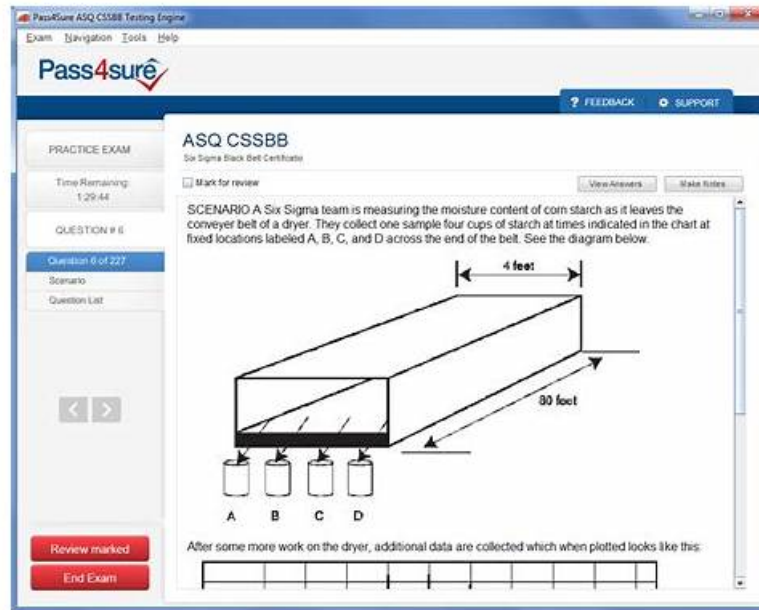 Pass4Sure ASQ CSSBB Testing Engine
Exam Navigation Tools Help
Pass4sure
? FEEDBACK SUPPORT
PRACTICE EXAM
Time Remaining:
1:29:44
QUESTION # 6
Question 6 of 227
Scenario
Question List
Review marked
End Exam
ASQ CSSBB
Six Sigma Black Belt Certificate
Mark for review
View Answers
Make Notes
SCENARIO A Six Sigma team is measuring the moisture content of corn starch as it leaves the
conveyer belt of a dryer. They collect one sample four cups of starch at times indicated in the chart at
fixed locations labeled A, B, C, and D across the end of the belt. See the diagram below.
4 feet
80 feet
A B C D
After some more work on the dryer, additional data are collected which when plotted looks like this: